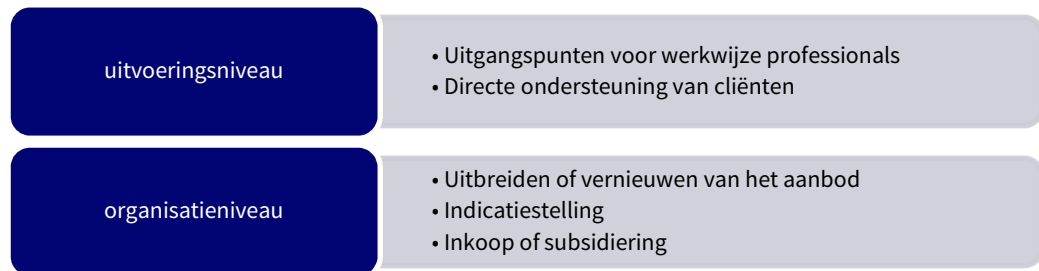 uitvoeringsniveau
• Uitgangspunten voor werkwijze professionals
• Directe ondersteuning van cliënten
organisatieniveau
• Uitbreiden of vernieuwen van het aanbod
• Indicatiestelling
• Inkoop of subsidiering